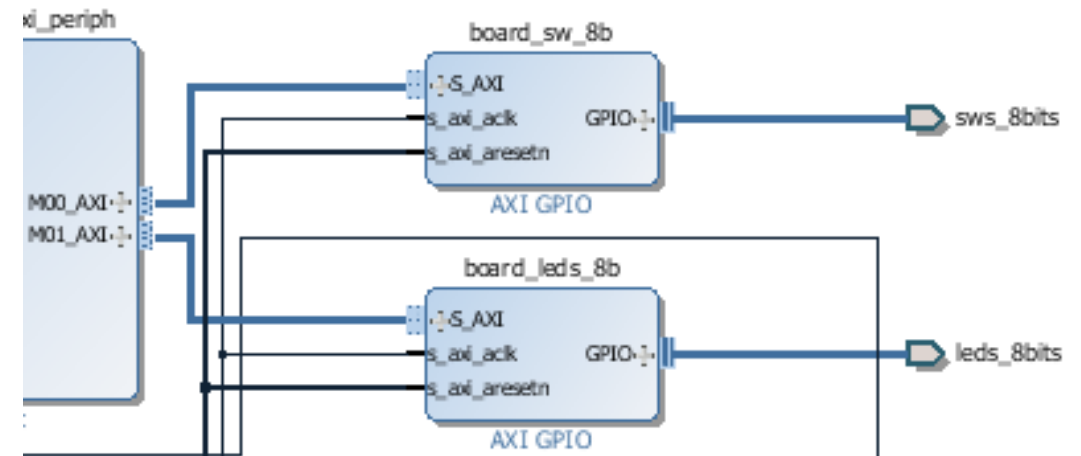 xi_periph
M00_AXI
M01_AXI
board_sw_8b
S_AXI
s_axi_aclk
s_axi_aresetn
GPIO
AXI GPIO
sws_8bits
board_leds_8b
S_AXI
s_axi_aclk
s_axi_aresetn
GPIO
AXI GPIO
leds_8bits